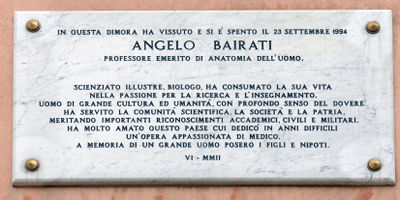 IN QUESTA DIMORA HA VISSUTO E SI È SPENTO IL 23 SETTEMBRE 1994
ANGELO BAIRATI
PROFESSORE EMERITO DI ANATOMIA DELL'UOMO.
SCIENZIATO ILLUSTRE, BIOLOGO, HA CONSUMATO LA SUA VITA
NELLA PASSIONE PER LA RICERCA E L'INSEGNAMENTO.
UOMO DI GRANDE CULTURA ED UMANITÁ, CON PROFONDO SENSO DEL DOVERE
HA SERVITO LA COMUNITÁ SCIENTIFICA, LA SOCIETÁ E LA PATRIA,
MERITANDO IMPORTANTI RICONOSCIMENTI ACCADEMICI, CIVILI E MILITARI.
HA MOLTO AMATO QUESTO PAESE CUI DEDICÒ IN ANNI DIFFICILI
UN'OPERA APPASSIONATA DI MEDICO.
A MEMORIA DI UN GRANDE UOMO POSERO I FIGLI E NIPOTI.
VI - MMII